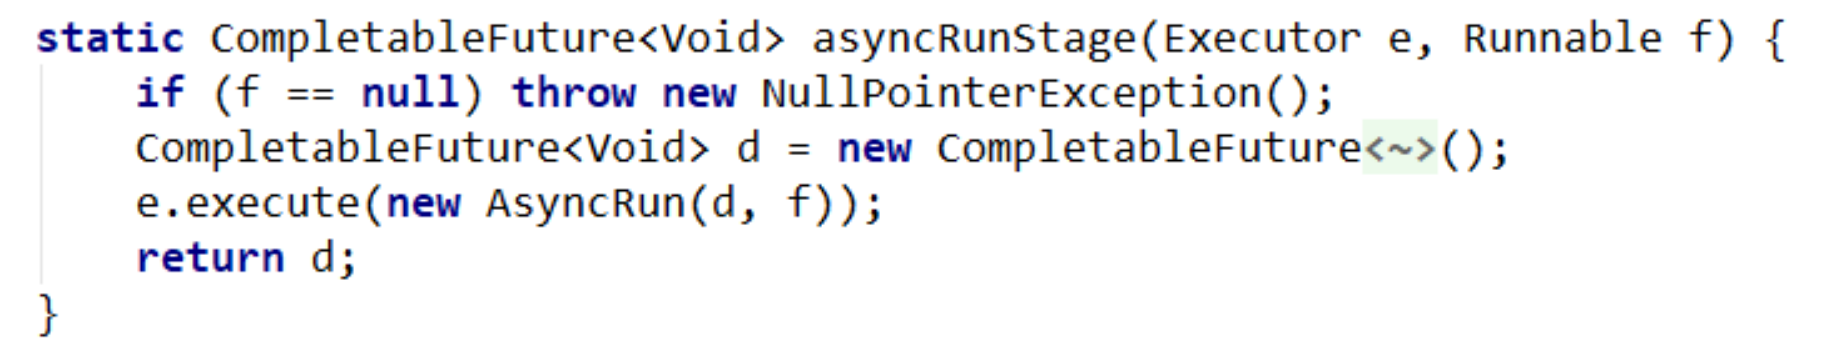 static CompletableFuture<Void> asyncRunStage(Executor e, Runnable f) {
    if (f == null) throw new NullPointerException();
    CompletableFuture<Void> d = new CompletableFuture<~>();
    e.execute(new AsyncRun(d, f));
    return d;
}